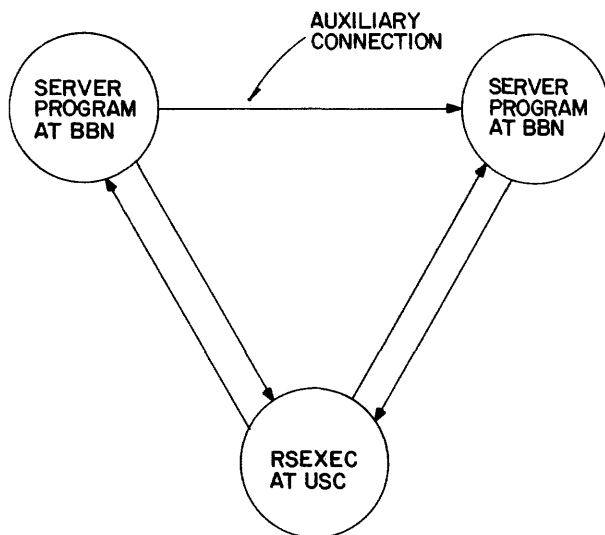 AUXILIARY
CONNECTION
SERVER
PROGRAM
AT BBN
SERVER
PROGRAM
AT BBN
RSEXEC
AT USC